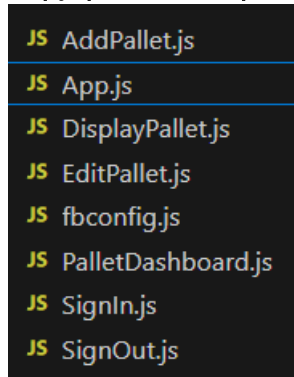 JS AddPallet.js
JS App.js
JS DisplayPallet.js
JS EditPallet.js
JS fbconfig.js
JS PalletDashboard.js
JS SignIn.js
JS SignOut.js